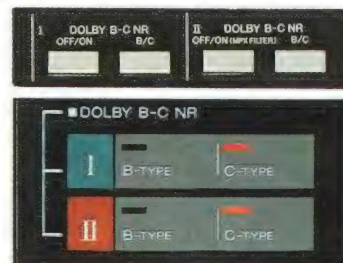 I DOLBY B-C NR
OFF/ON B/C
II DOLBY B-C NR
OFF/ON (MPX FILTER) B/C
DOLBY B-C NR
I B-TYPE C-TYPE
II B-TYPE C-TYPE